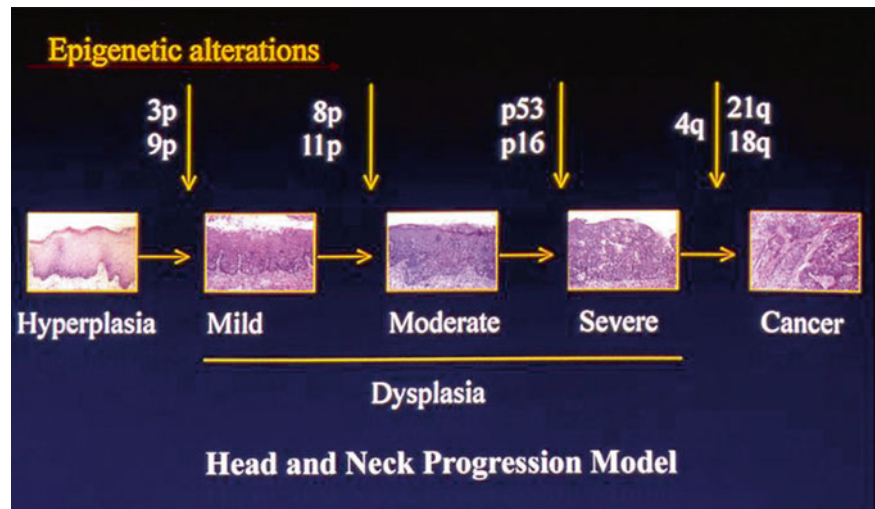 Epigenetic alterations
3p
9p
8p
11p
p53
p16
4q
21q
18q
Hyperplasia
Mild
Moderate
Severe
Cancer
Dysplasia
Head and Neck Progression Model